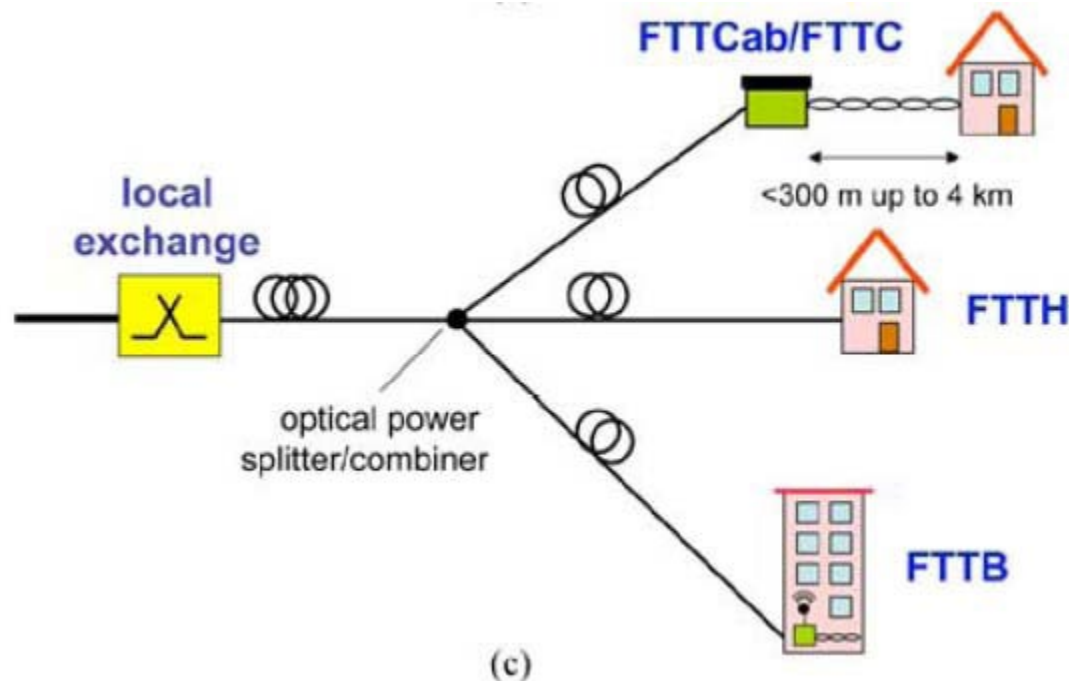 FTTCab/FTTC
<300 m up to 4 km
local
exchange
FTTH
optical power
splitter/combiner
FTTB
(c)